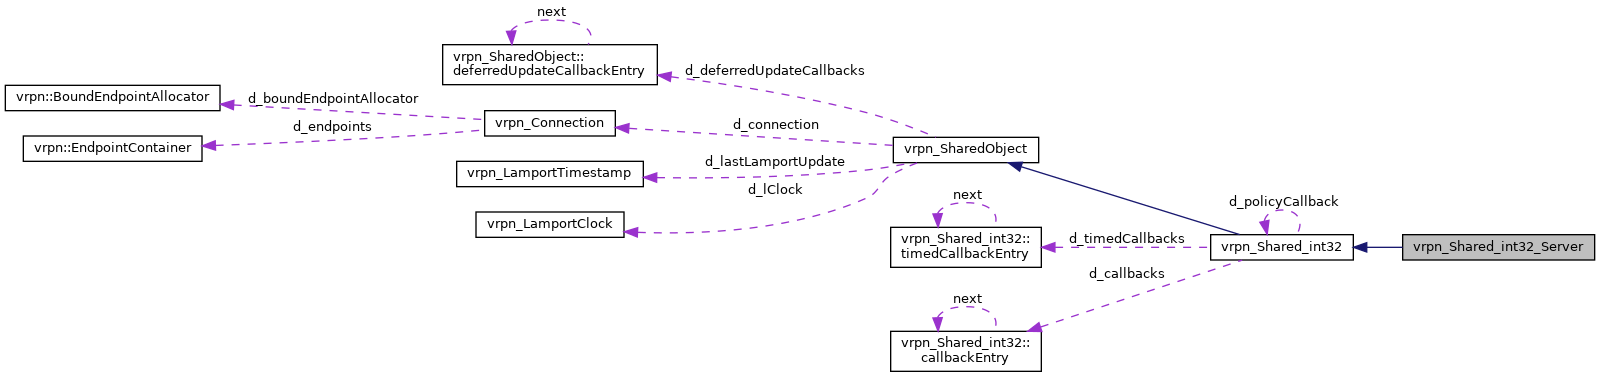 next
vrpn_SharedObject::
deferredUpdateCallbackEntry
d_deferredUpdateCallbacks
vrpn::BoundEndpointAllocator
d_boundEndpointAllocator
vrpn_Connection
d_connection
d_endpoints
vrpn::EndpointContainer
vrpn_SharedObject
d_lastLamportUpdate
vrpn_LamportTimestamp
d_lClock
vrpn_LamportClock
next
d_policyCallback
vrpn_Shared_int32::
timedCallbackEntry
d_timedCallbacks
vrpn_Shared_int32
vrpn_Shared_int32_Server
d_callbacks
next
vrpn_Shared_int32::
callbackEntry